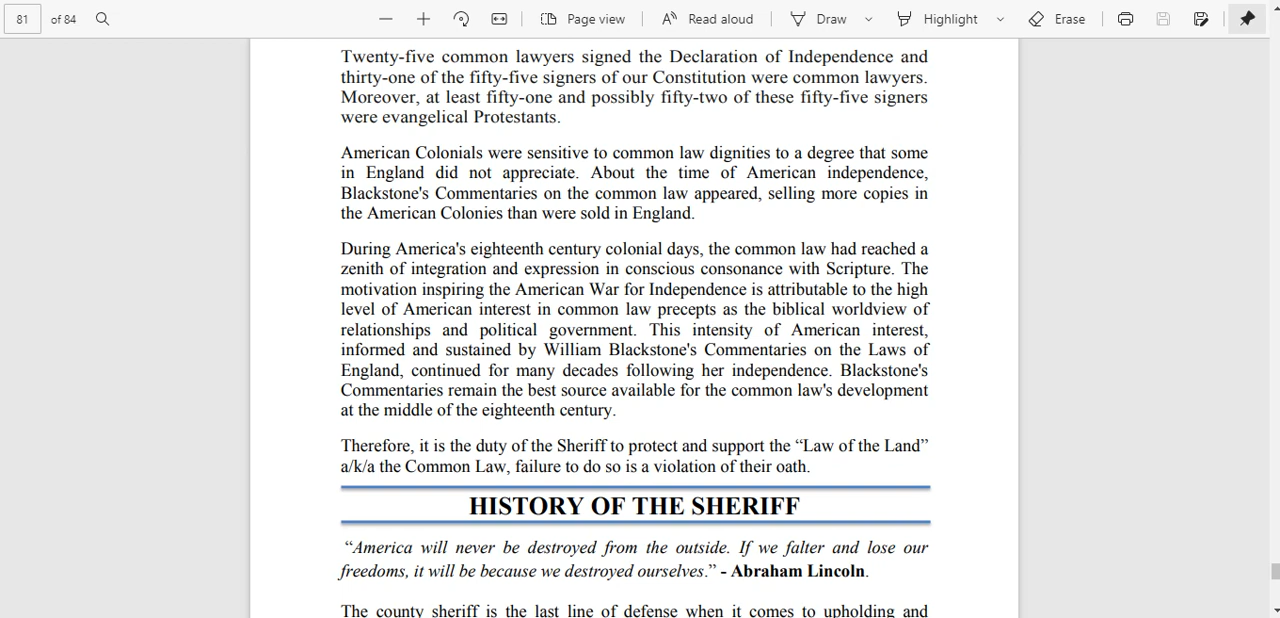 81 of 84 Page view Read aloud Draw Highlight Erase
Twenty-five common lawyers signed the Declaration of Independence and
thirty-one of the fifty-five signers of our Constitution were common lawyers.
Moreover, at least fifty-one and possibly fifty-two of these fifty-five signers
were evangelical Protestants.
American Colonials were sensitive to common law dignities to a degree that some
in England did not appreciate. About the time of American independence,
Blackstone's Commentaries on the common law appeared, selling more copies in
the American Colonies than were sold in England.
During America's eighteenth century colonial days, the common law had reached a
zenith of integration and expression in conscious consonance with Scripture. The
motivation inspiring the American War for Independence is attributable to the high
level of American interest in common law precepts as the biblical worldview of
relationships and political government. This intensity of American interest,
informed and sustained by William Blackstone's Commentaries on the Laws of
England, continued for many decades following her independence. Blackstone's
Commentaries remain the best source available for the common law's development
at the middle of the eighteenth century.
Therefore, it is the duty of the Sheriff to protect and support the “Law of the Land”
a/k/a the Common Law, failure to do so is a violation of their oath.
HISTORY OF THE SHERIFF
“America will never be destroyed from the outside. If we falter and lose our
freedoms, it will be because we destroyed ourselves.” - Abraham Lincoln.
The county sheriff is the last line of defense when it comes to upholding and